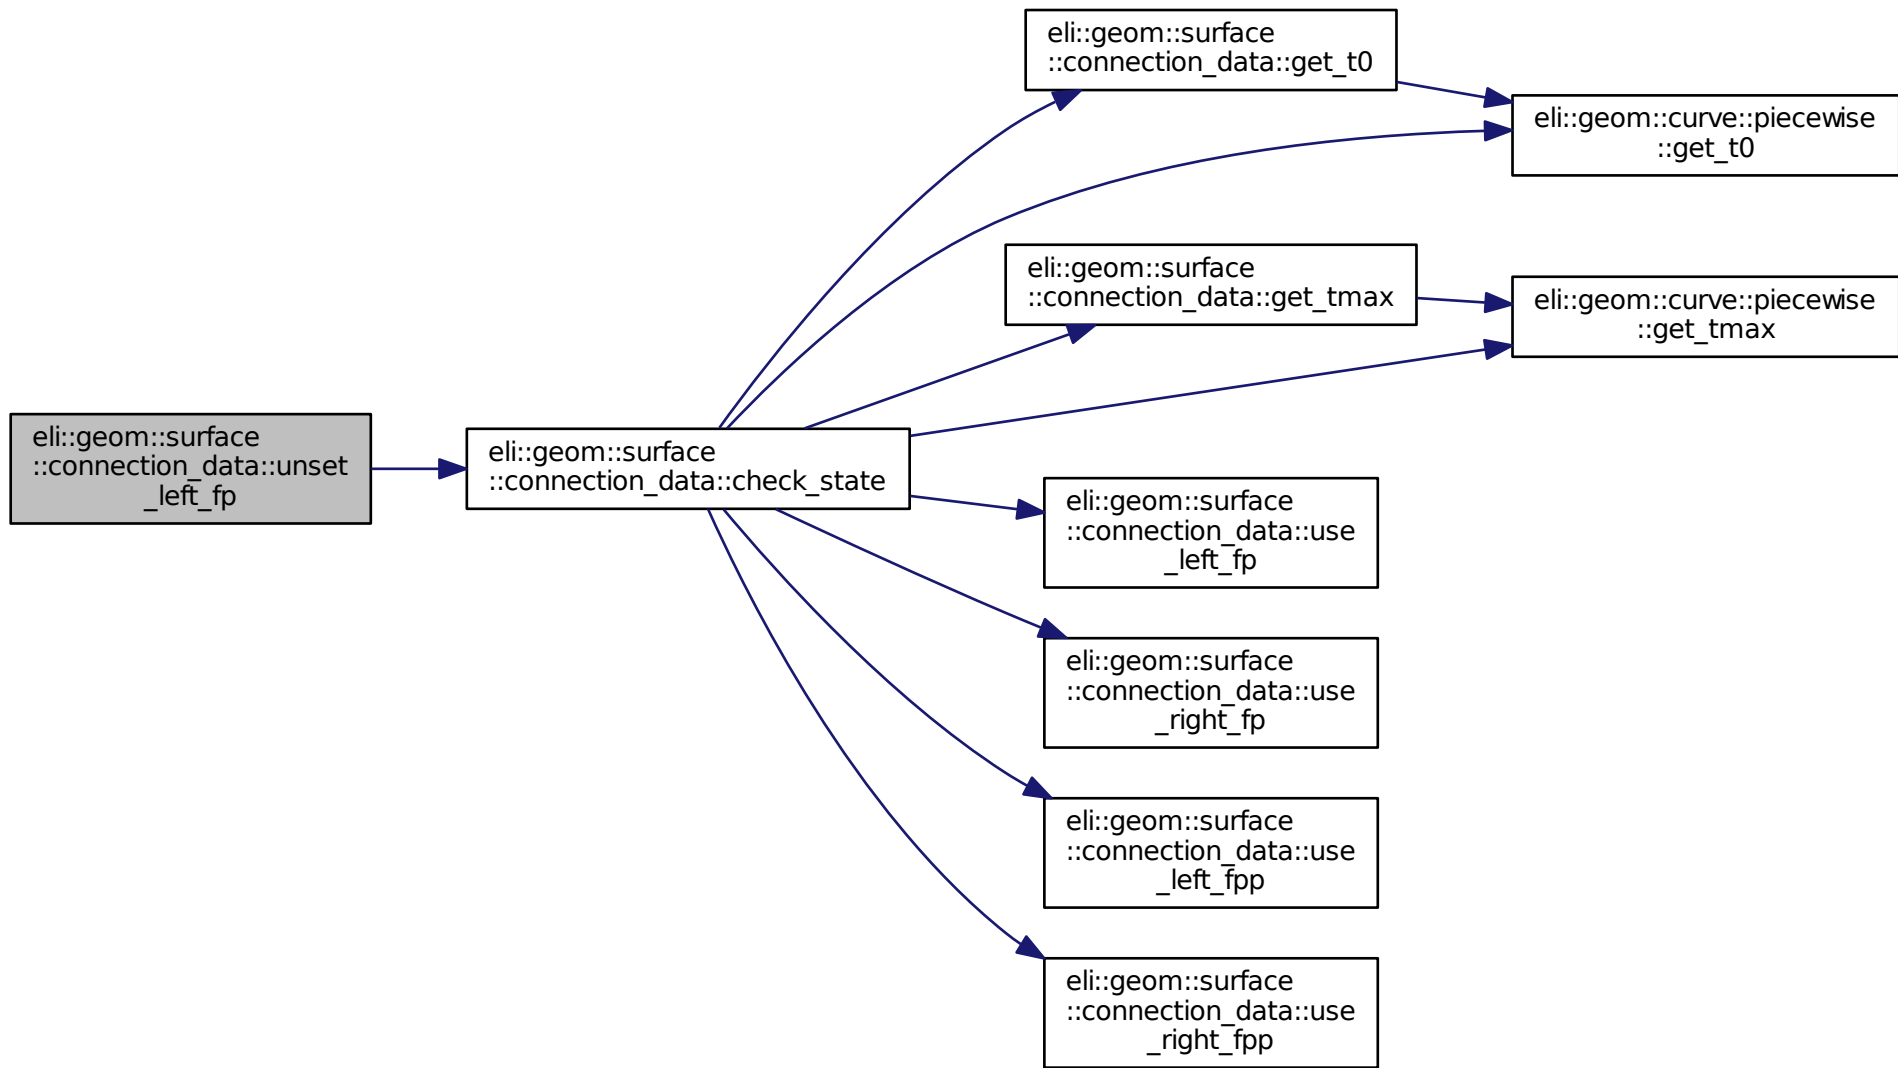 eli::geom::surface
::connection_data::unset
_left_fp
eli::geom::surface
::connection_data::check_state
eli::geom::surface
::connection_data::get_t0
eli::geom::curve::piecewise
::get_t0
eli::geom::surface
::connection_data::get_tmax
eli::geom::curve::piecewise
::get_tmax
eli::geom::surface
::connection_data::use
_left_fp
eli::geom::surface
::connection_data::use
_right_fp
eli::geom::surface
::connection_data::use
_left_fpp
eli::geom::surface
::connection_data::use
_right_fpp